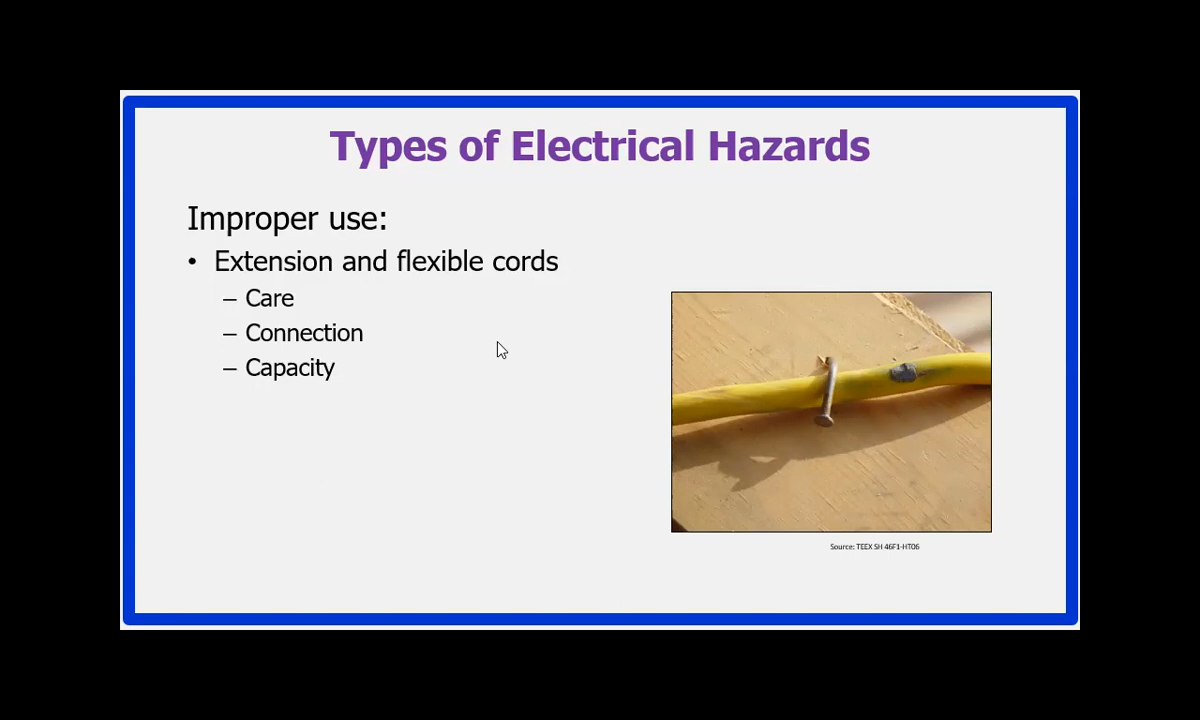 Types of Electrical Hazards
Improper use:
• Extension and flexible cords
– Care
– Connection
– Capacity
Source: TEEX SH 46F1-HT06